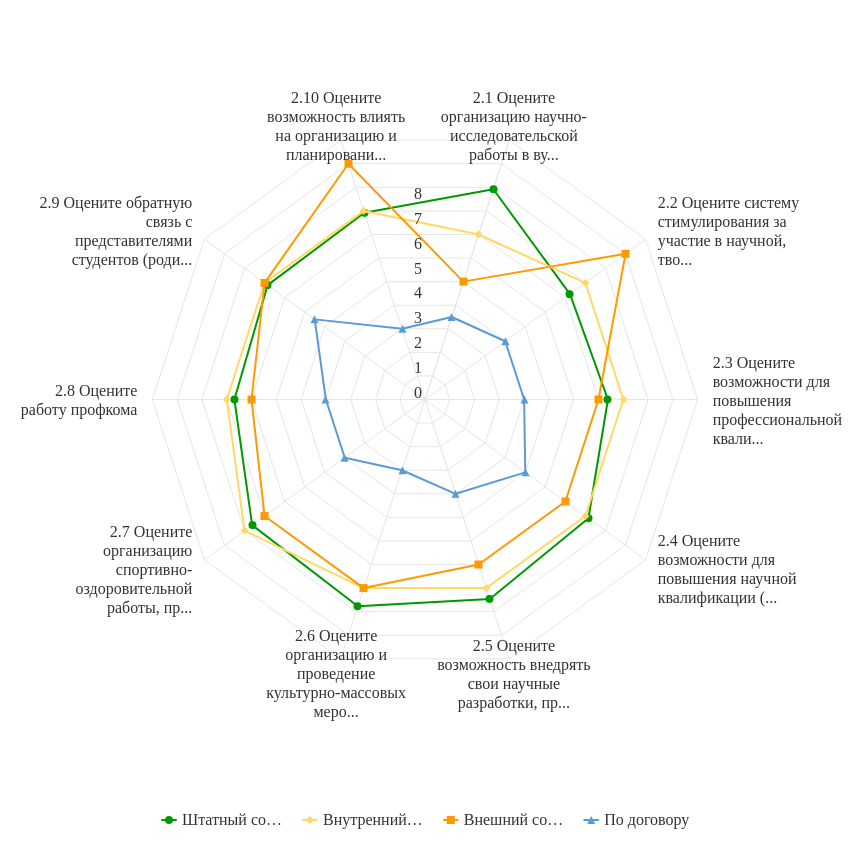 2.10 Оцените
возможность влиять
на организацию и
планировани...
2.1 Оцените
организацию научно-
исследовательской
работы в ву...
2.9 Оцените обратную
связь с
представителями
студентов (роди...
2.2 Оцените систему
стимулирования за
участие в научной,
тво...
8
7
6
5
4
3
2
1
0
2.8 Оцените
работу профкома
2.3 Оцените
возможности для
повышения
профессиональной
квали...
2.7 Оцените
организацию
спортивно-
оздоровительной
работы, пр...
2.4 Оцените
возможности для
повышения научной
квалификации (...
2.6 Оцените
организацию и
проведение
культурно-массовых
меро...
2.5 Оцените
возможность внедрять
свои научные
разработки, пр...
Штатный со… Внутренний… Внешний со… По договору